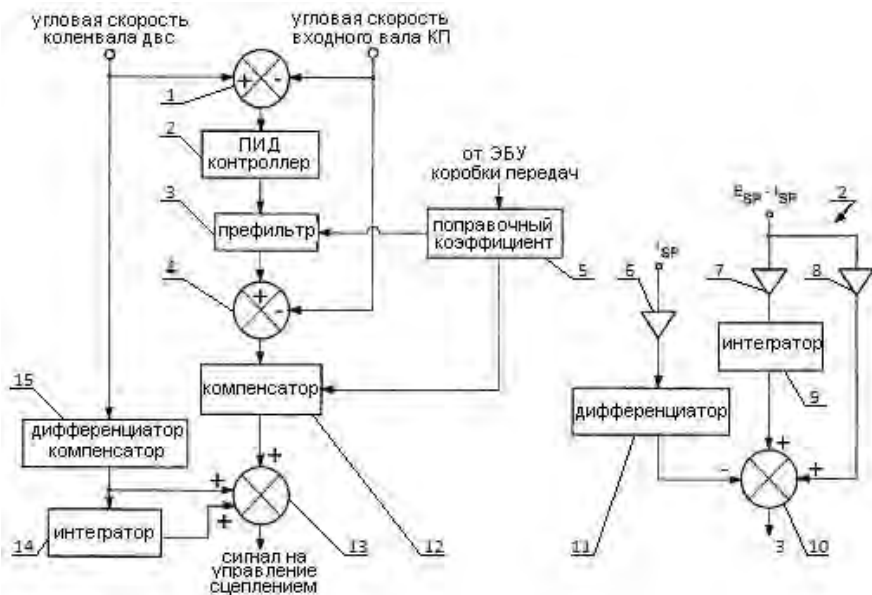 угловая скорость
коленвала двс
угловая скорость
входного вала КП
1
+
-
2
ПИД
контроллер
от ЭБУ
коробки передач
3
префильтр
поправочный
коэффициент
5
4
+
-
компенсатор
12
15
дифференциатор
компенсатор
14
интегратор
+
+
+
13
сигнал на
управление
сцеплением
E_SP - I_SP
2
I_SP
6
7
8
интегратор
9
дифференциатор
11
+
-
+
10
3